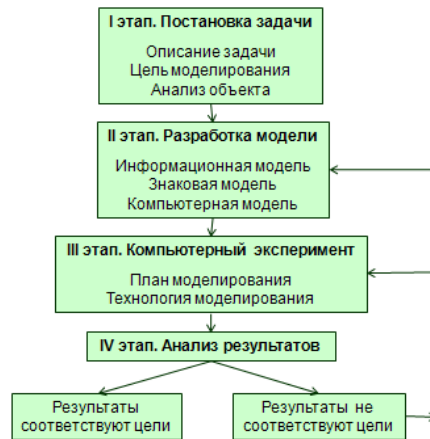 I этап. Постановка задачи
Описание задачи
Цель моделирования
Анализ объекта
II этап. Разработка модели
Информационная модель
Знаковая модель
Компьютерная модель
III этап. Компьютерный эксперимент
План моделирования
Технология моделирования
IV этап. Анализ результатов
Результаты
соответствуют цели
Результаты не
соответствуют цели